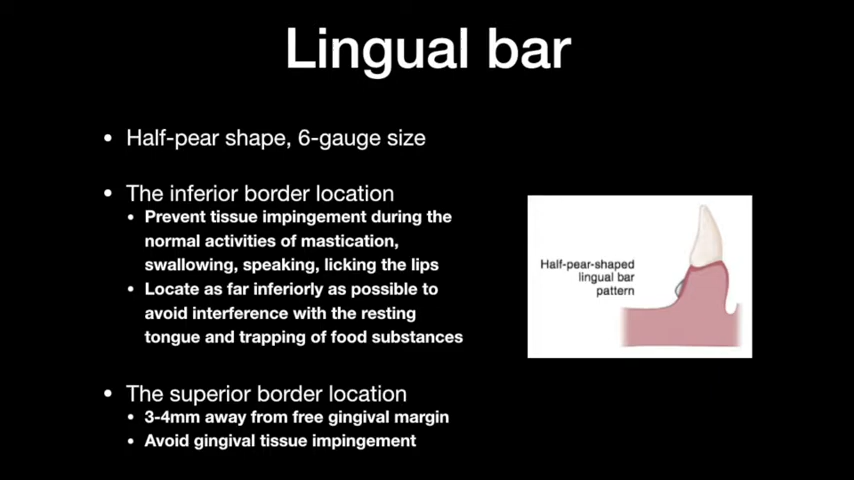 Lingual bar
• Half-pear shape, 6-gauge size
• The inferior border location
• Prevent tissue impingement during the
normal activities of mastication,
swallowing, speaking, licking the lips
• Locate as far inferiorly as possible to
avoid interference with the resting
tongue and trapping of food substances
Half-pear-shaped
lingual bar
pattern
• The superior border location
• 3-4mm away from free gingival margin
• Avoid gingival tissue impingement